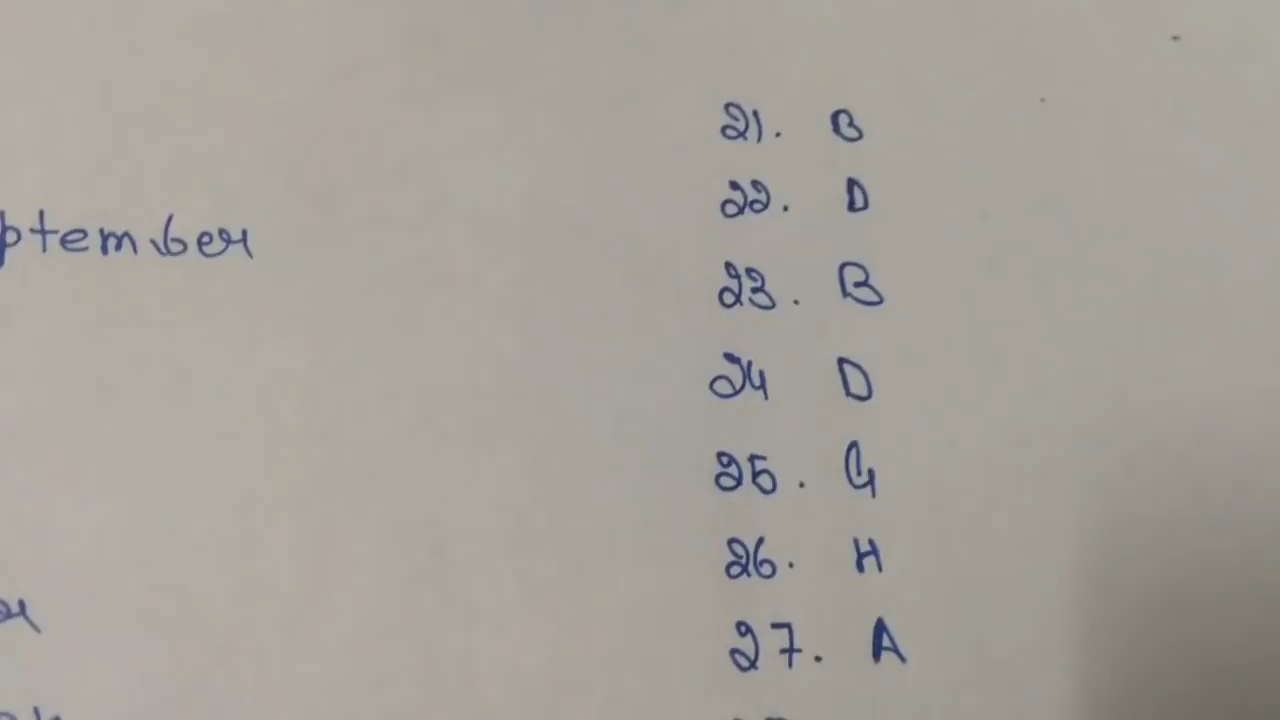 ptember
21. B
22. D
23. B
24 D
25. G
26. H
27. A